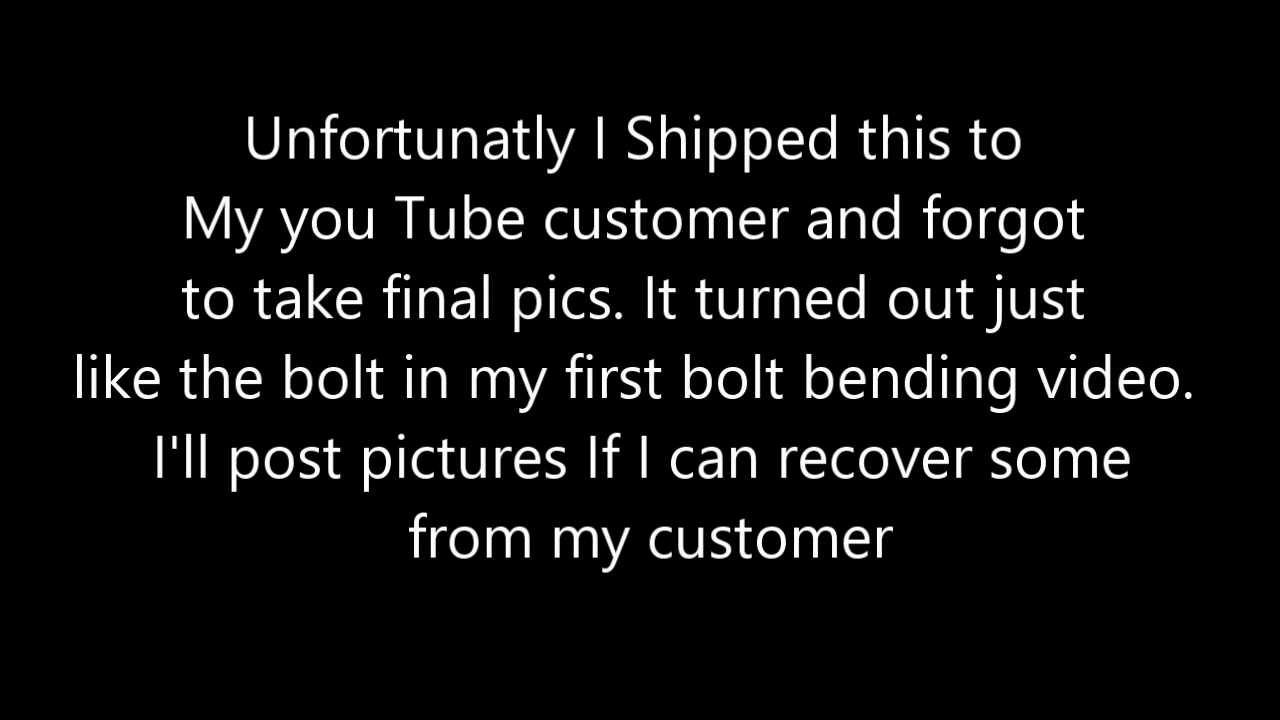 Unfortunatly I Shipped this to
My you Tube customer and forgot
to take final pics. It turned out just
like the bolt in my first bolt bending video.
I'll post pictures If I can recover some
from my customer